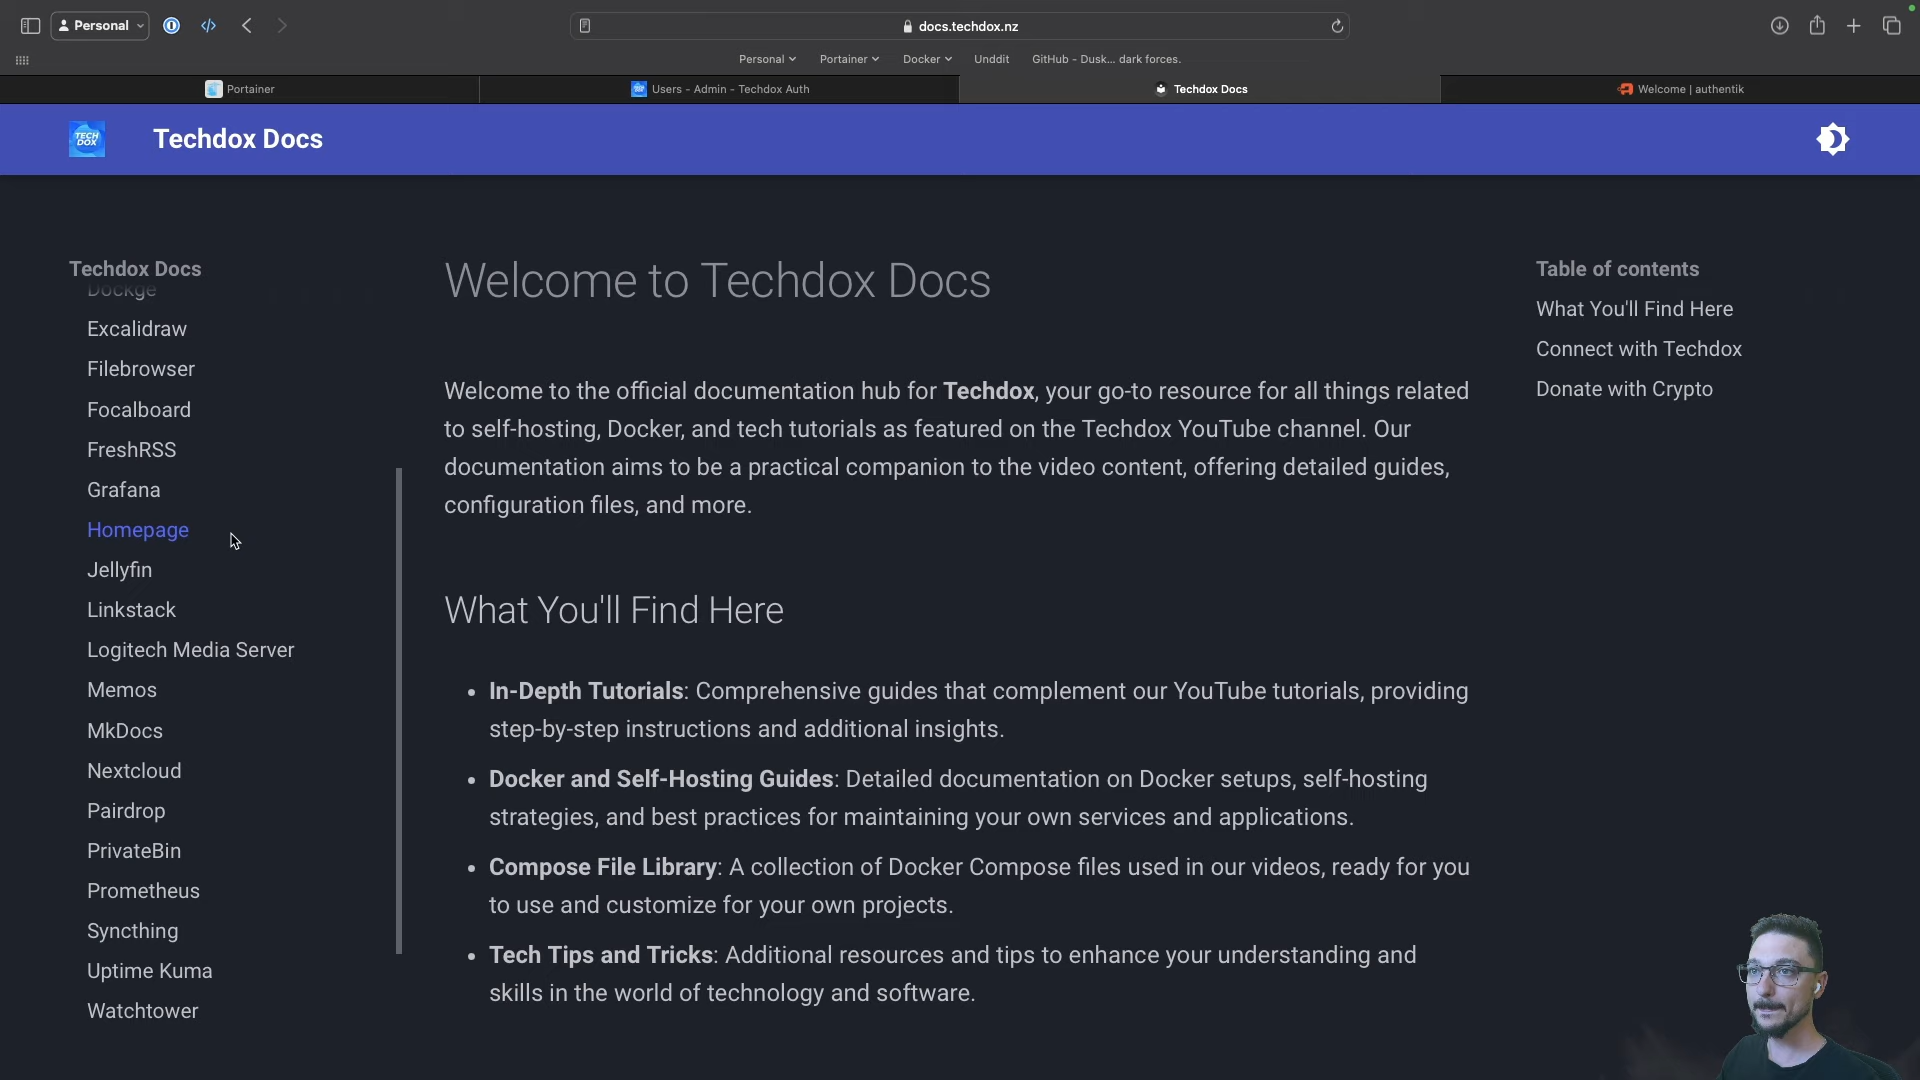 Personal
docs.techdox.nz
Personal
Portainer
Docker
Unddit
GitHub - Dusk... dark forces.
Portainer
Users - Admin - Techdox Auth
Techdox Docs
Welcome | authentik
TECH
DOX
Techdox Docs
Techdox Docs
Dockge
Excalidraw
Filebrowser
Focalboard
FreshRSS
Grafana
Homepage
Jellyfin
Linkstack
Logitech Media Server
Memos
MkDocs
Nextcloud
Pairdrop
PrivateBin
Prometheus
Syncthing
Uptime Kuma
Watchtower
Welcome to Techdox Docs
Welcome to the official documentation hub for Techdox, your go-to resource for all things related
to self-hosting, Docker, and tech tutorials as featured on the Techdox YouTube channel. Our
documentation aims to be a practical companion to the video content, offering detailed guides,
configuration files, and more.
What You'll Find Here
• In-Depth Tutorials: Comprehensive guides that complement our YouTube tutorials, providing
step-by-step instructions and additional insights.
• Docker and Self-Hosting Guides: Detailed documentation on Docker setups, self-hosting
strategies, and best practices for maintaining your own services and applications.
• Compose File Library: A collection of Docker Compose files used in our videos, ready for you
to use and customize for your own projects.
• Tech Tips and Tricks: Additional resources and tips to enhance your understanding and
skills in the world of technology and software.
Table of contents
What You'll Find Here
Connect with Techdox
Donate with Crypto